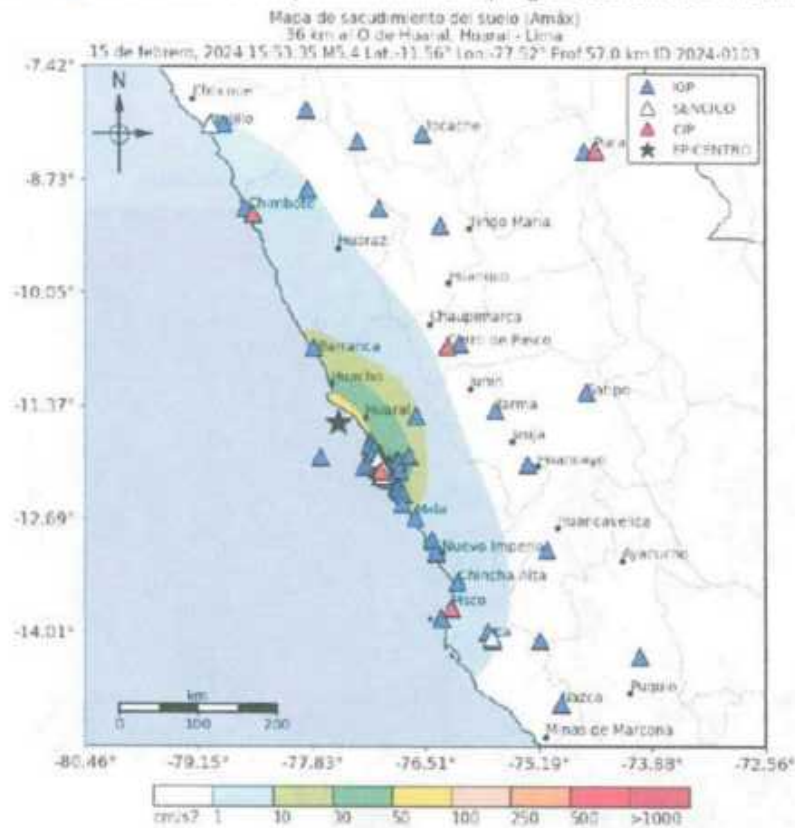 Mapa de sacudimiento del suelo (Amáx)
36 km al O de Huaral, Huaral - Lima
15 de febrero, 2024 15:53:35 M5.4 Lat.-11.56° Lon.-77.52° Prof 57.0 km ID 2024-0103
-7.42
-8.73
-10.05
-11.37
-12.69
-14.01
N
IGP
SENCICO
CIP
EPICENTRO
Tocache
Chimbote
Tingo Maria
Huaraz
Huanuco
Chaupimarca
Cerro de Pasco
Barranca
Huacho
Junin
Satipo
Huaral
Tarma
Jauja
Huancayo
Mala
Huancavelica
Nuevo Imperial
Ayacucho
Chincha Alta
Pisco
Ica
Nazca
Puquio
Minas de Marcona
km
0 100 200
-80.46° -79.15° -77.83° -76.51° -75.19° -73.88° -72.56°
cm/s2 1 10 30 50 100 250 500 >1000